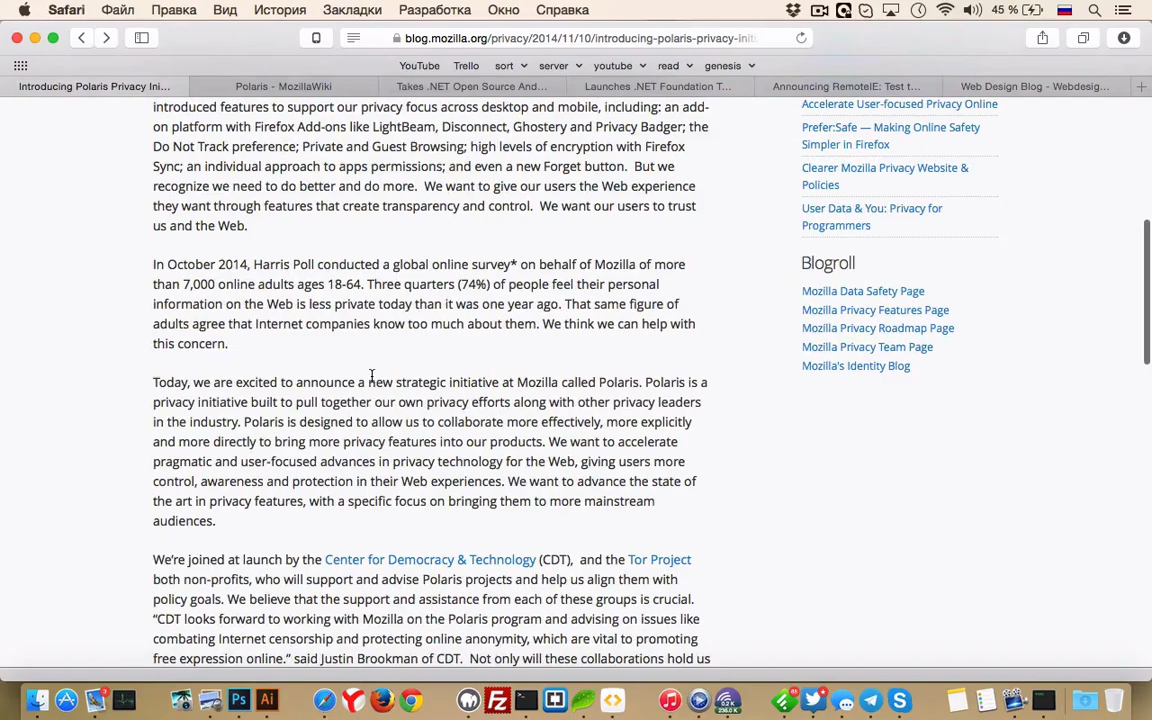 Safari Файл Правка Вид История Закладки Разработка Окно Справка 45 %
blog.mozilla.org/privacy/2014/11/10/introducing-polaris-privacy-init
YouTube Trello sort server youtube read genesis
Introducing Polaris Privacy Ini... Polaris - MozillaWiki Takes .NET Open Source And... Launches .NET Foundation T... Announcing RemoteIE: Test t... Web Design Blog - Webdesig...
introduced features to support our privacy focus across desktop and mobile, including: an add-
on platform with Firefox Add-ons like LightBeam, Disconnect, Ghostery and Privacy Badger; the
Do Not Track preference; Private and Guest Browsing; high levels of encryption with Firefox
Sync; an individual approach to apps permissions; and even a new Forget button.  But we
recognize we need to do better and do more.  We want to give our users the Web experience
they want through features that create transparency and control.  We want our users to trust
us and the Web.
In October 2014, Harris Poll conducted a global online survey* on behalf of Mozilla of more
than 7,000 online adults ages 18-64. Three quarters (74%) of people feel their personal
information on the Web is less private today than it was one year ago. That same figure of
adults agree that Internet companies know too much about them. We think we can help with
this concern.
Today, we are excited to announce a new strategic initiative at Mozilla called Polaris. Polaris is a
privacy initiative built to pull together our own privacy efforts along with other privacy leaders
in the industry. Polaris is designed to allow us to collaborate more effectively, more explicitly
and more directly to bring more privacy features into our products. We want to accelerate
pragmatic and user-focused advances in privacy technology for the Web, giving users more
control, awareness and protection in their Web experiences. We want to advance the state of
the art in privacy features, with a specific focus on bringing them to more mainstream
audiences.
We're joined at launch by the Center for Democracy & Technology (CDT),  and the Tor Project
both non-profits, who will support and advise Polaris projects and help us align them with
policy goals. We believe that the support and assistance from each of these groups is crucial.
“CDT looks forward to working with Mozilla on the Polaris program and advising on issues like
combating Internet censorship and protecting online anonymity, which are vital to promoting
free expression online.” said Justin Brookman of CDT.  Not only will these collaborations hold us
Accelerate User-focused Privacy Online
Prefer:Safe — Making Online Safety
Simpler in Firefox
Clearer Mozilla Privacy Website &
Policies
User Data & You: Privacy for
Programmers
Blogroll
Mozilla Data Safety Page
Mozilla Privacy Features Page
Mozilla Privacy Roadmap Page
Mozilla Privacy Team Page
Mozilla's Identity Blog